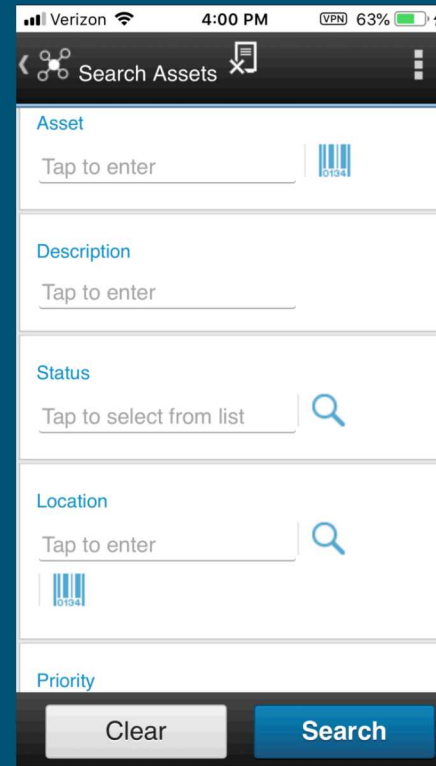 Verizon 4:00 PM VPN 63%
Search Assets
Asset
Tap to enter
0134
Description
Tap to enter
Status
Tap to select from list
Location
Tap to enter
0134
Priority
Clear Search